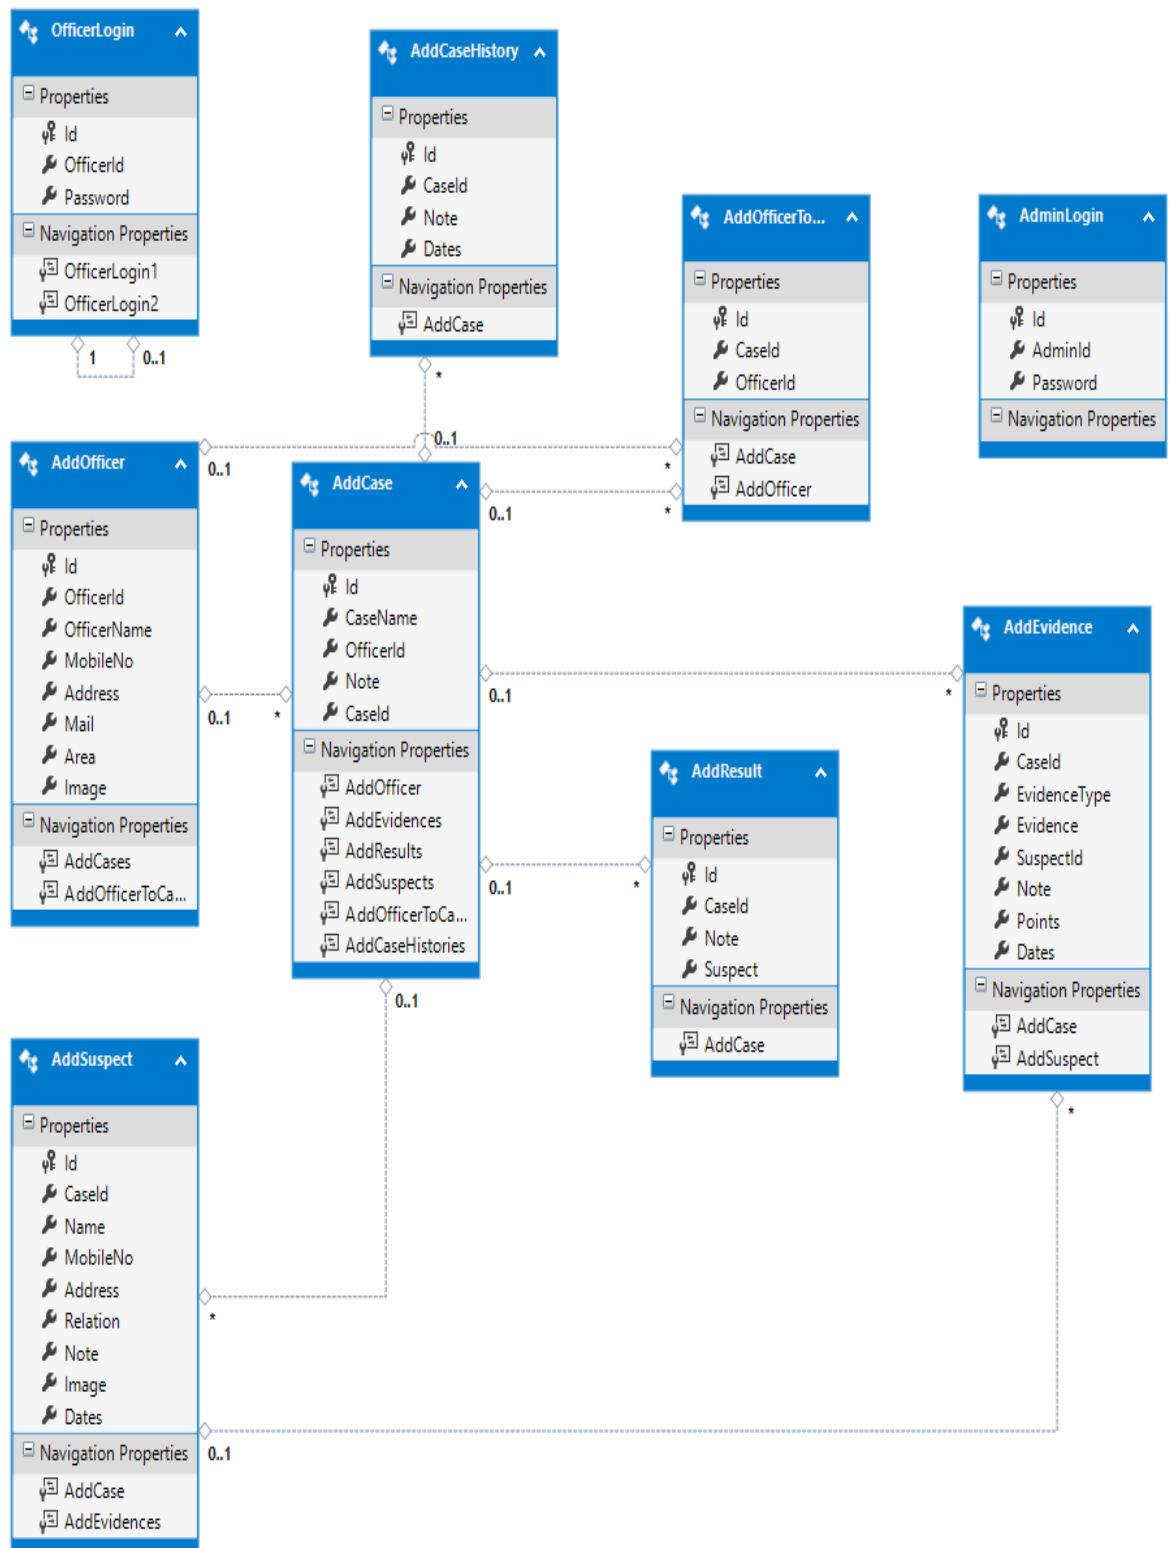 OfficerLogin
Properties
Id
OfficerId
Password
Navigation Properties
OfficerLogin1
OfficerLogin2
1
0..1
AddCaseHistory
Properties
Id
CaseId
Note
Dates
Navigation Properties
AddCase
*
0..1
AddOfficerTo...
Properties
Id
CaseId
OfficerId
Navigation Properties
AddCase
AddOfficer
AdminLogin
Properties
Id
AdminId
Password
Navigation Properties
0..1
*
0..1
*
AddOfficer
Properties
Id
OfficerId
OfficerName
MobileNo
Address
Mail
Area
Image
Navigation Properties
AddCases
AddOfficerToCa...
0..1
*
AddCase
Properties
Id
CaseName
OfficerId
Note
CaseId
Navigation Properties
AddOfficer
AddEvidences
AddResults
AddSuspects
AddOfficerToCa...
AddCaseHistories
0..1
*
0..1
*
0..1
AddResult
Properties
Id
CaseId
Note
Suspect
Navigation Properties
AddCase
AddEvidence
Properties
Id
CaseId
EvidenceType
Evidence
SuspectId
Note
Points
Dates
Navigation Properties
AddCase
AddSuspect
*
AddSuspect
Properties
Id
CaseId
Name
MobileNo
Address
Relation
Note
Image
Dates
Navigation Properties
AddCase
AddEvidences
*
0..1